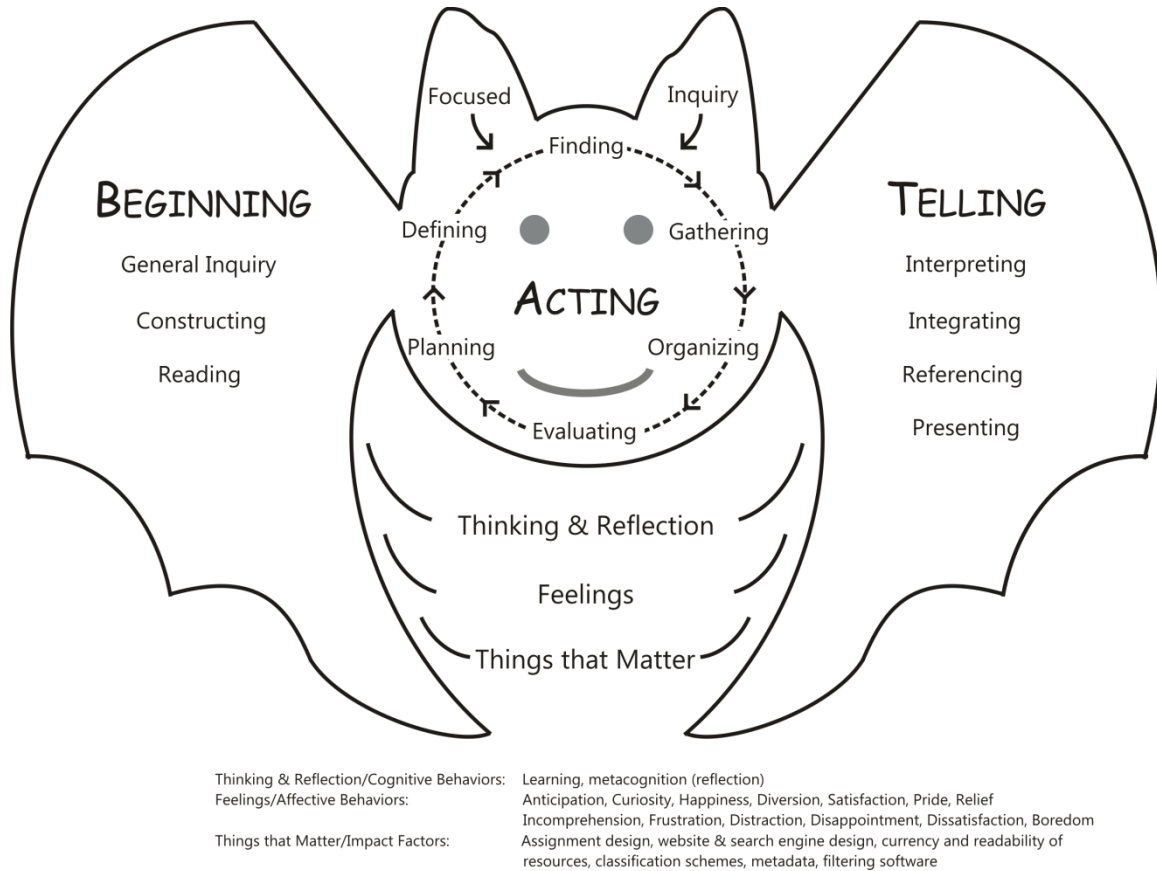 Focused
Inquiry
Finding
BEGINNING
General Inquiry
Constructing
Reading
Defining
Gathering
ACTING
Planning
Organizing
Evaluating
TELLING
Interpreting
Integrating
Referencing
Presenting
Thinking & Reflection
Feelings
Things that Matter
Thinking & Reflection/Cognitive Behaviors: Learning, metacognition (reflection)
Feelings/Affective Behaviors: Anticipation, Curiosity, Happiness, Diversion, Satisfaction, Pride, Relief
Incomprehension, Frustration, Distraction, Disappointment, Dissatisfaction, Boredom
Things that Matter/Impact Factors: Assignment design, website & search engine design, currency and readability of
resources, classification schemes, metadata, filtering software